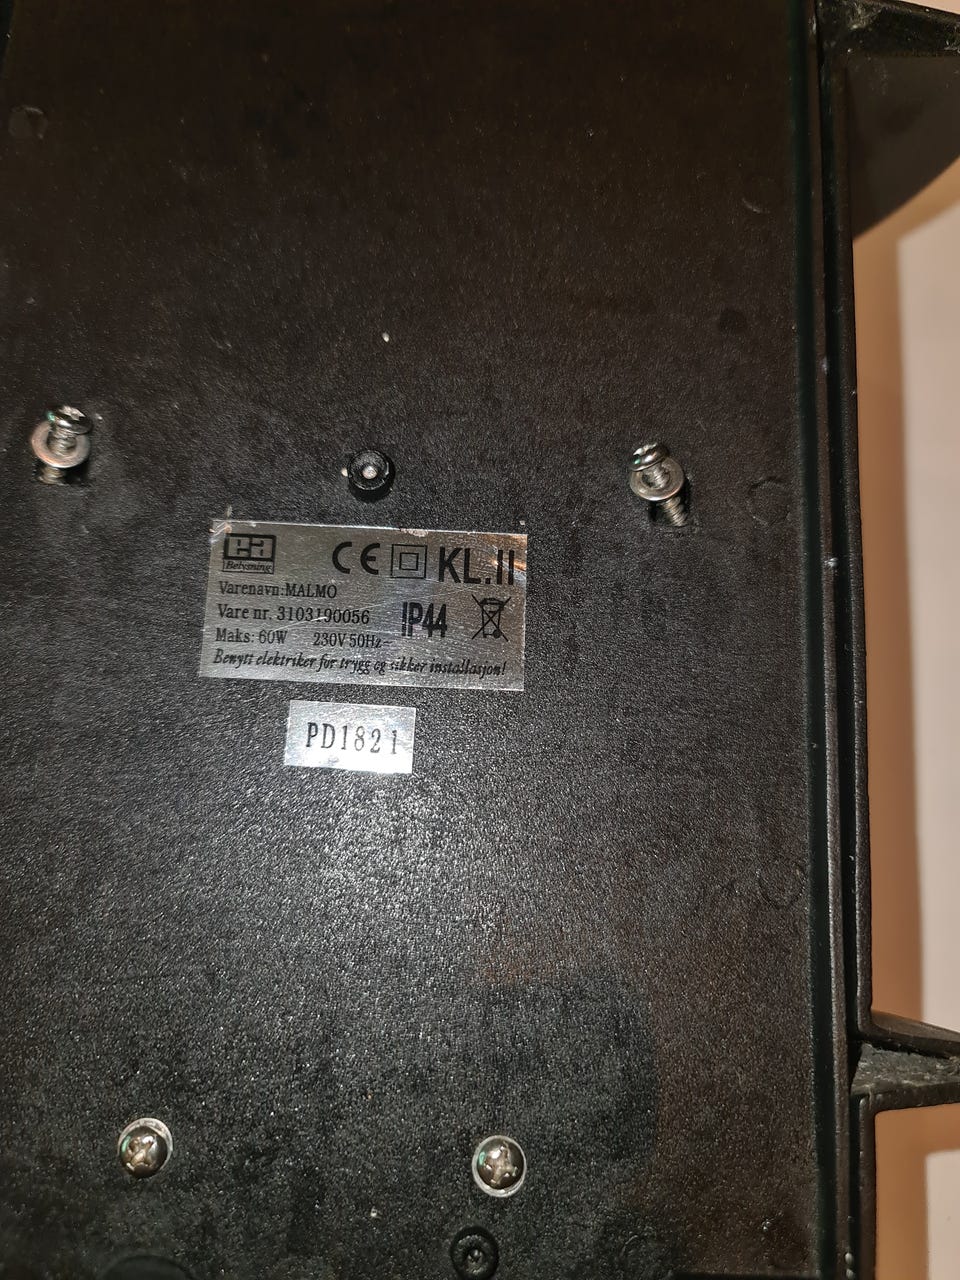 ea
Belysning
CE KL.II
Varenavn:MALMO
Vare nr. 3103190056 IP44
Maks: 60W 230V 50Hz~
Benytt elektriker for trygg og sikker installasjon!
PD1821